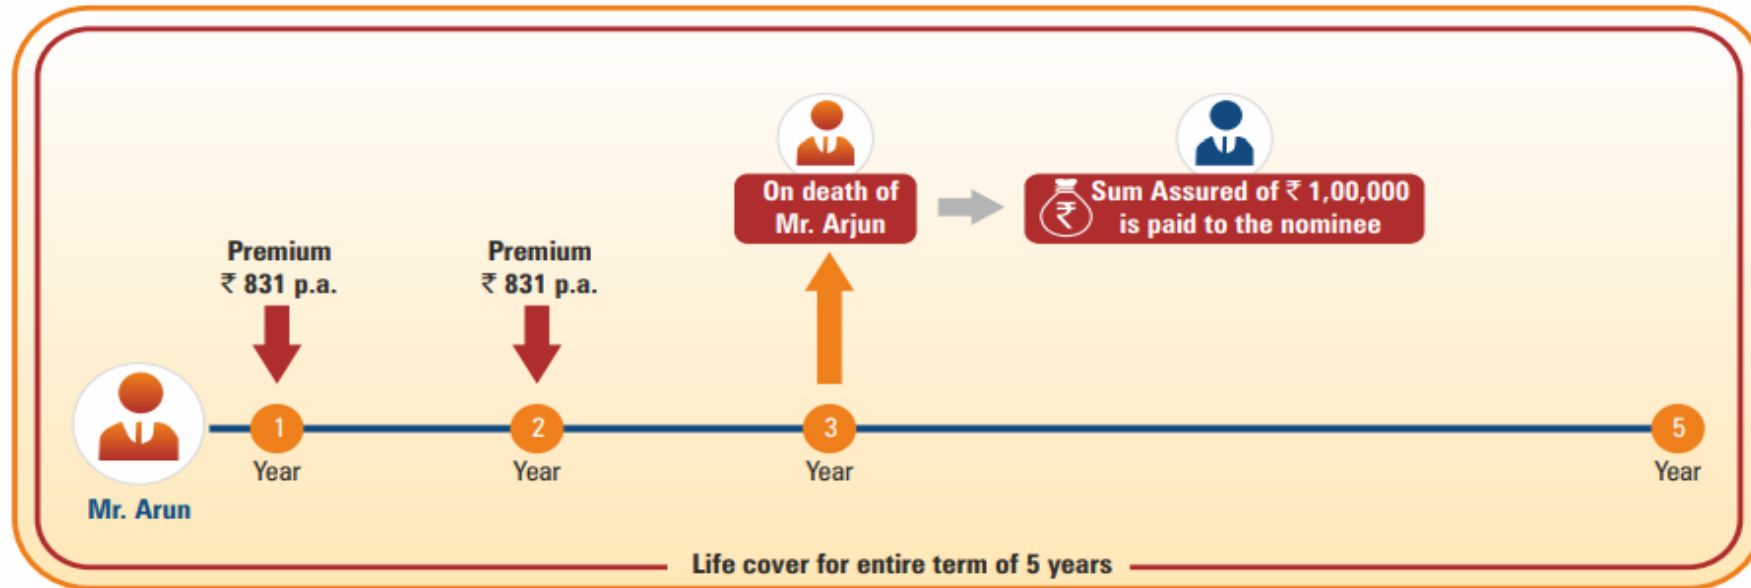 On death of
Mr. Arjun
₹
Sum Assured of ₹ 1,00,000
is paid to the nominee
Premium
₹ 831 p.a.
Premium
₹ 831 p.a.
1
2
3
5
Year
Year
Year
Year
Mr. Arun
Life cover for entire term of 5 years